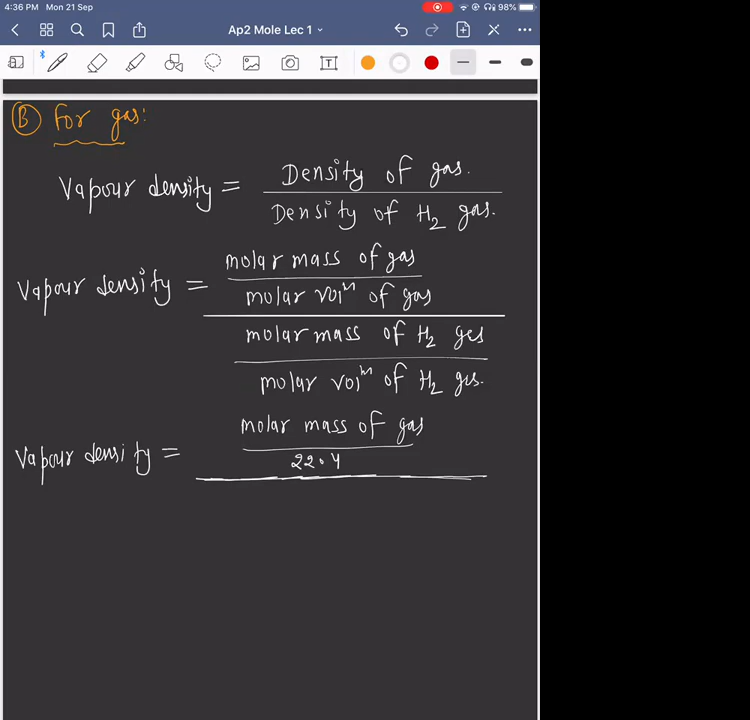 4:36 PM Mon 21 Sep 98%
Ap2 Mole Lec 1
T
B For gas:
Vapour density = Density of gas.
Density of H2 gas.
Vapour density = molar mass of gas
molar volm of gas
molar mass of H2 gas
molar volm of H2 gas.
Vapour density = molar mass of gas
22.4